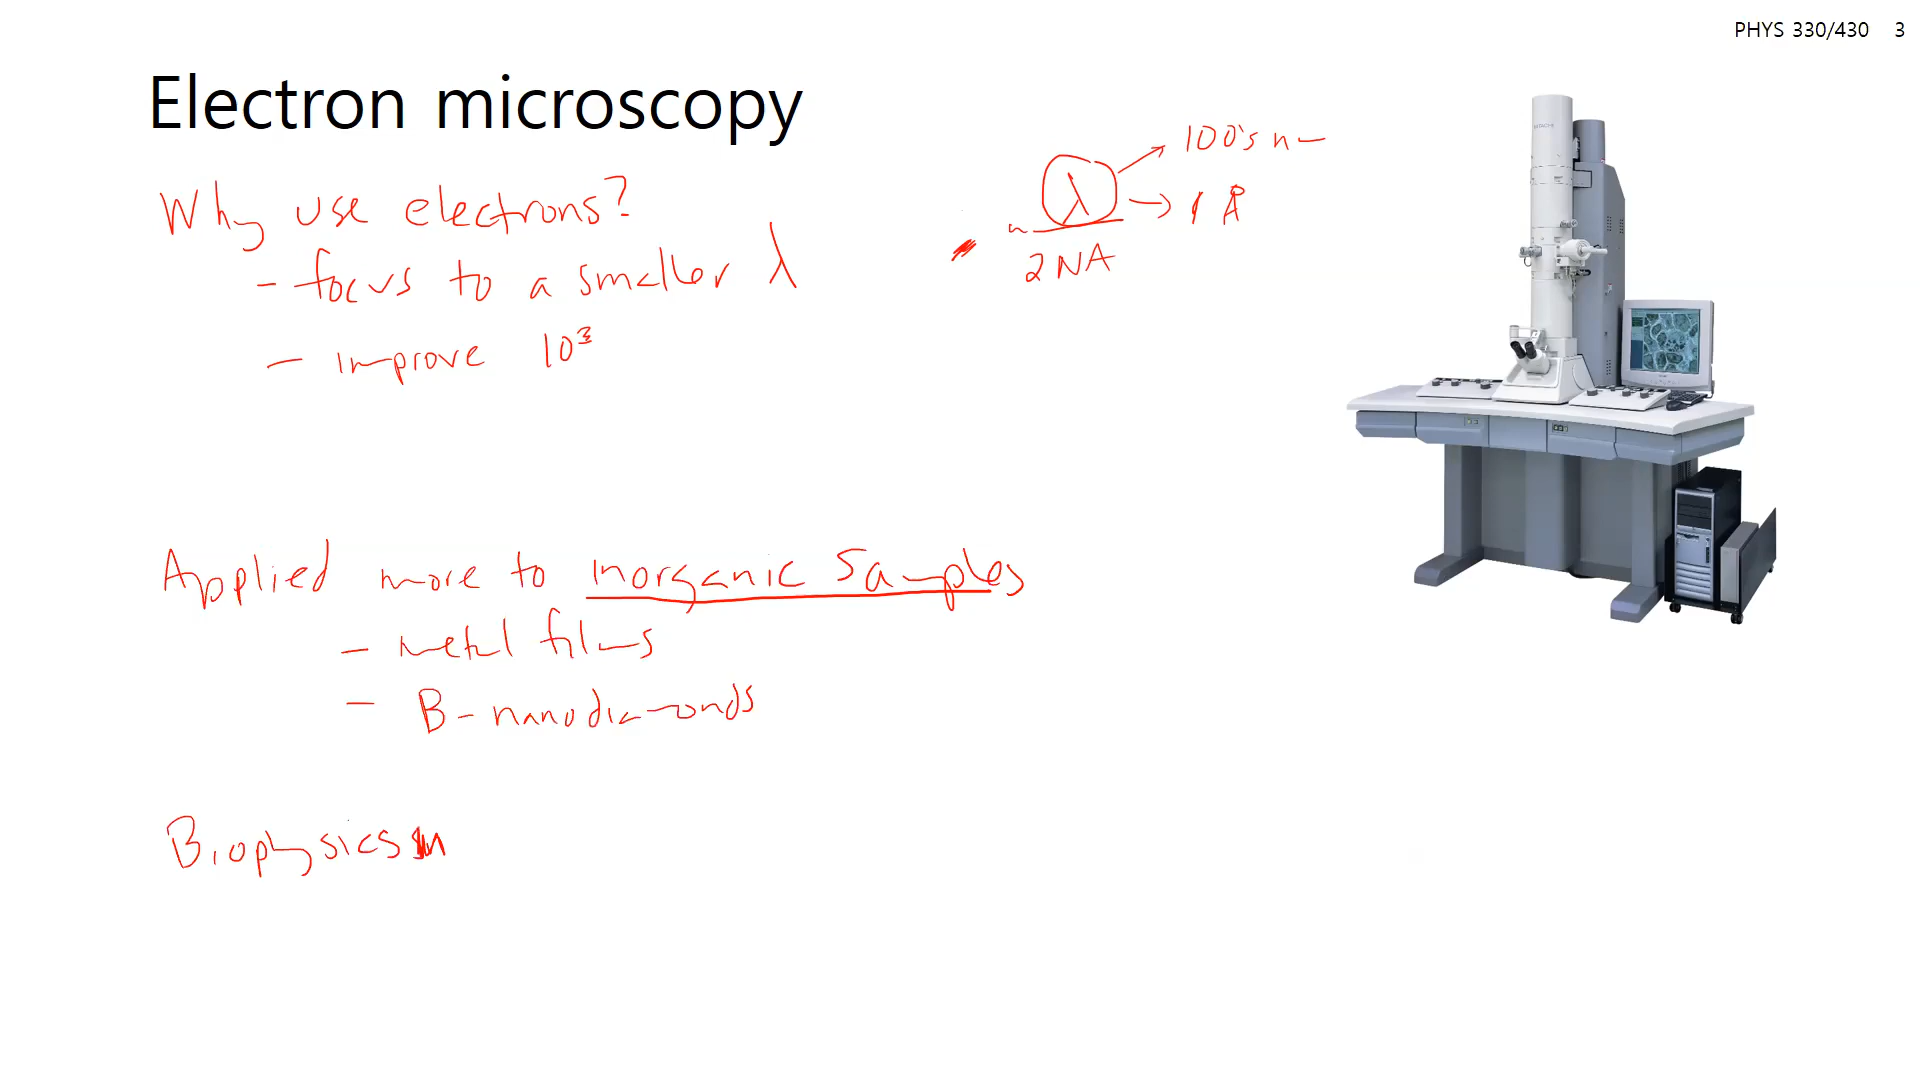 PHYS 330/430 3
Electron microscopy
Why use electrons?
- focus to a smaller λ
- improve 10³
λ
2NA
→ 100's nm
→ 1 Å
HITACHI
Applied more to inorganic samples
- metal films
- B-nanodiamonds
Biophysics